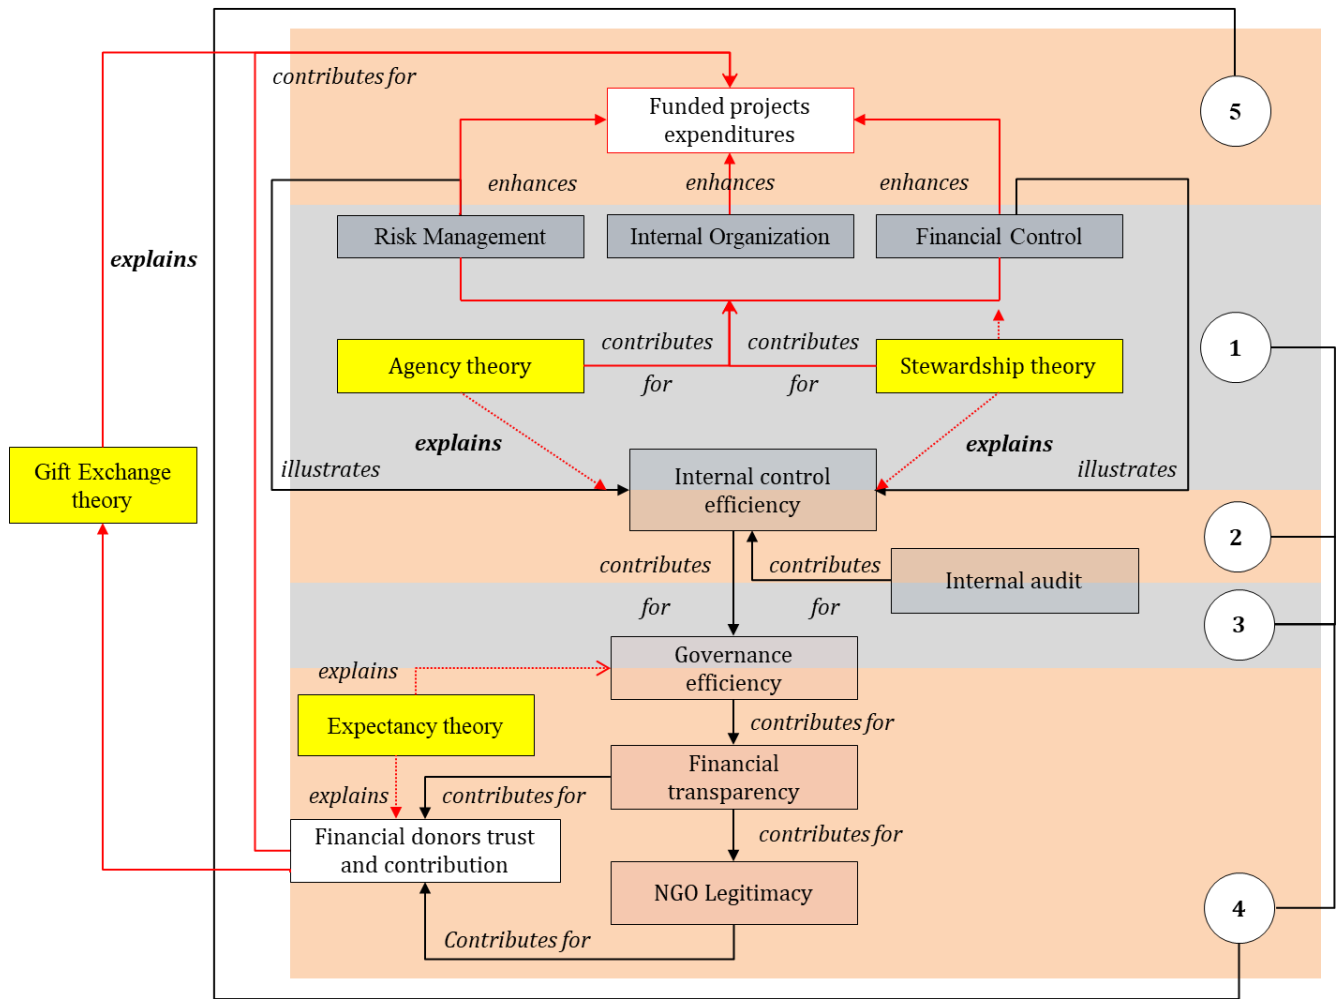 contributes for
5
Funded projects
expenditures
enhances
enhances
enhances
Risk Management
Internal Organization
Financial Control
explains
contributes
for
contributes
for
1
Agency theory
Stewardship theory
explains
explains
Gift Exchange
theory
illustrates
Internal control
efficiency
illustrates
2
contributes
for
contributes
for
Internal audit
3
Governance
efficiency
explains
Expectancy theory
contributes for
Financial
transparency
explains
contributes for
Financial donors trust
and contribution
contributes for
NGO Legitimacy
4
Contributes for